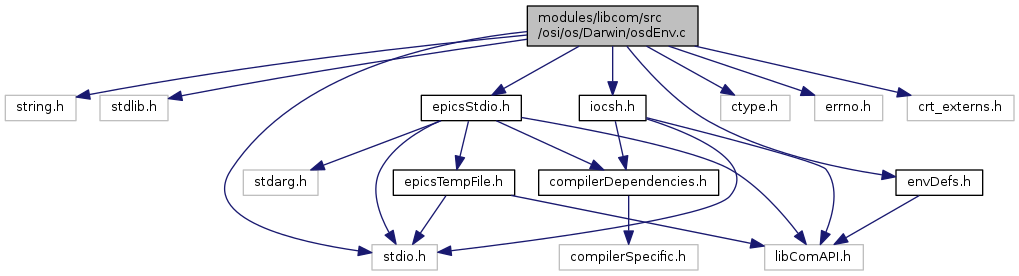 modules/libcom/src
/osi/os/Darwin/osdEnv.c
string.h
stdlib.h
epicsStdio.h
iocsh.h
ctype.h
errno.h
crt_externs.h
stdarg.h
epicsTempFile.h
compilerDependencies.h
envDefs.h
stdio.h
compilerSpecific.h
libComAPI.h